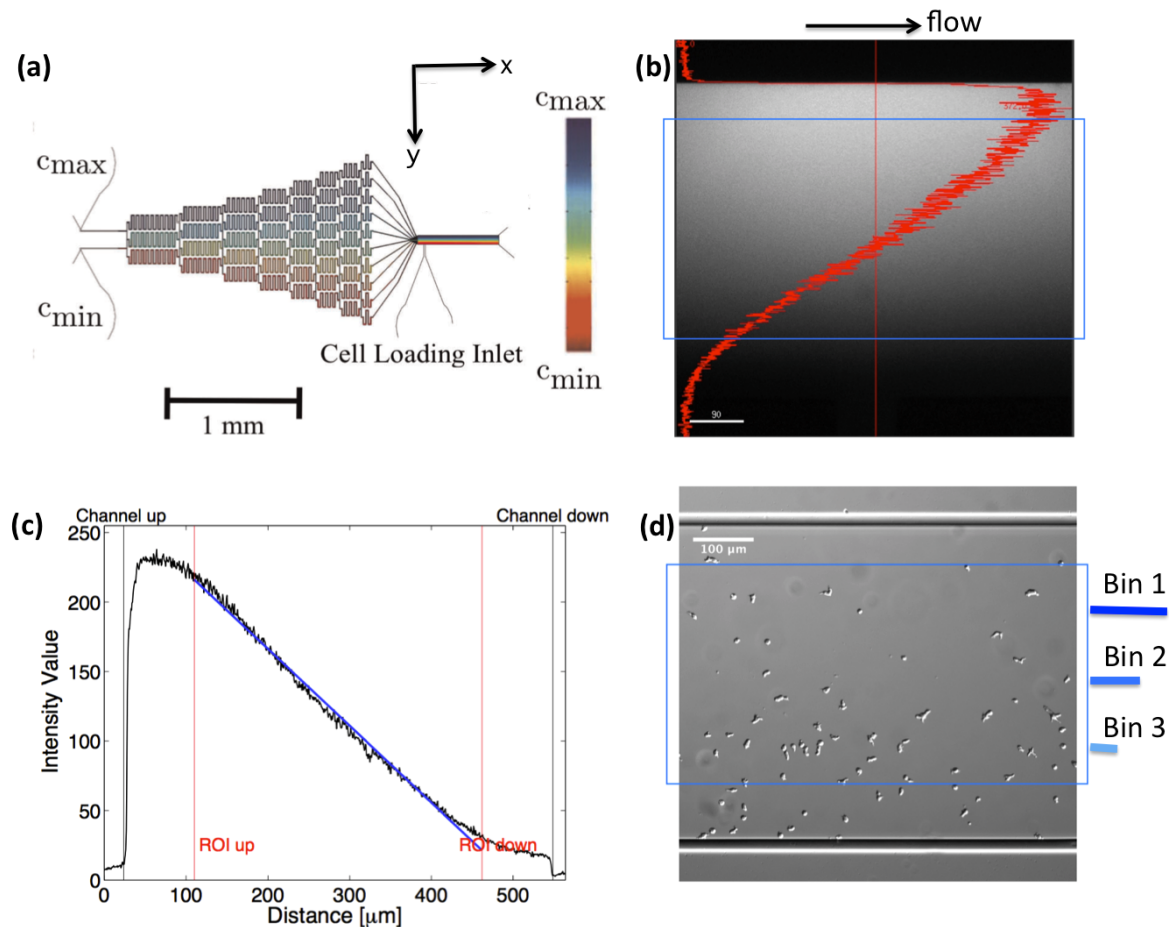 flow
(a)
x
y
cmax
cmax
cmin
Cell Loading Inlet
cmin
1 mm
(b)
90
(c)
Channel up
Channel down
250
200
150
100
50
0
Intensity Value
ROI up
ROI down
0
100
200
300
400
500
Distance [μm]
(d)
100 μm
Bin 1
Bin 2
Bin 3